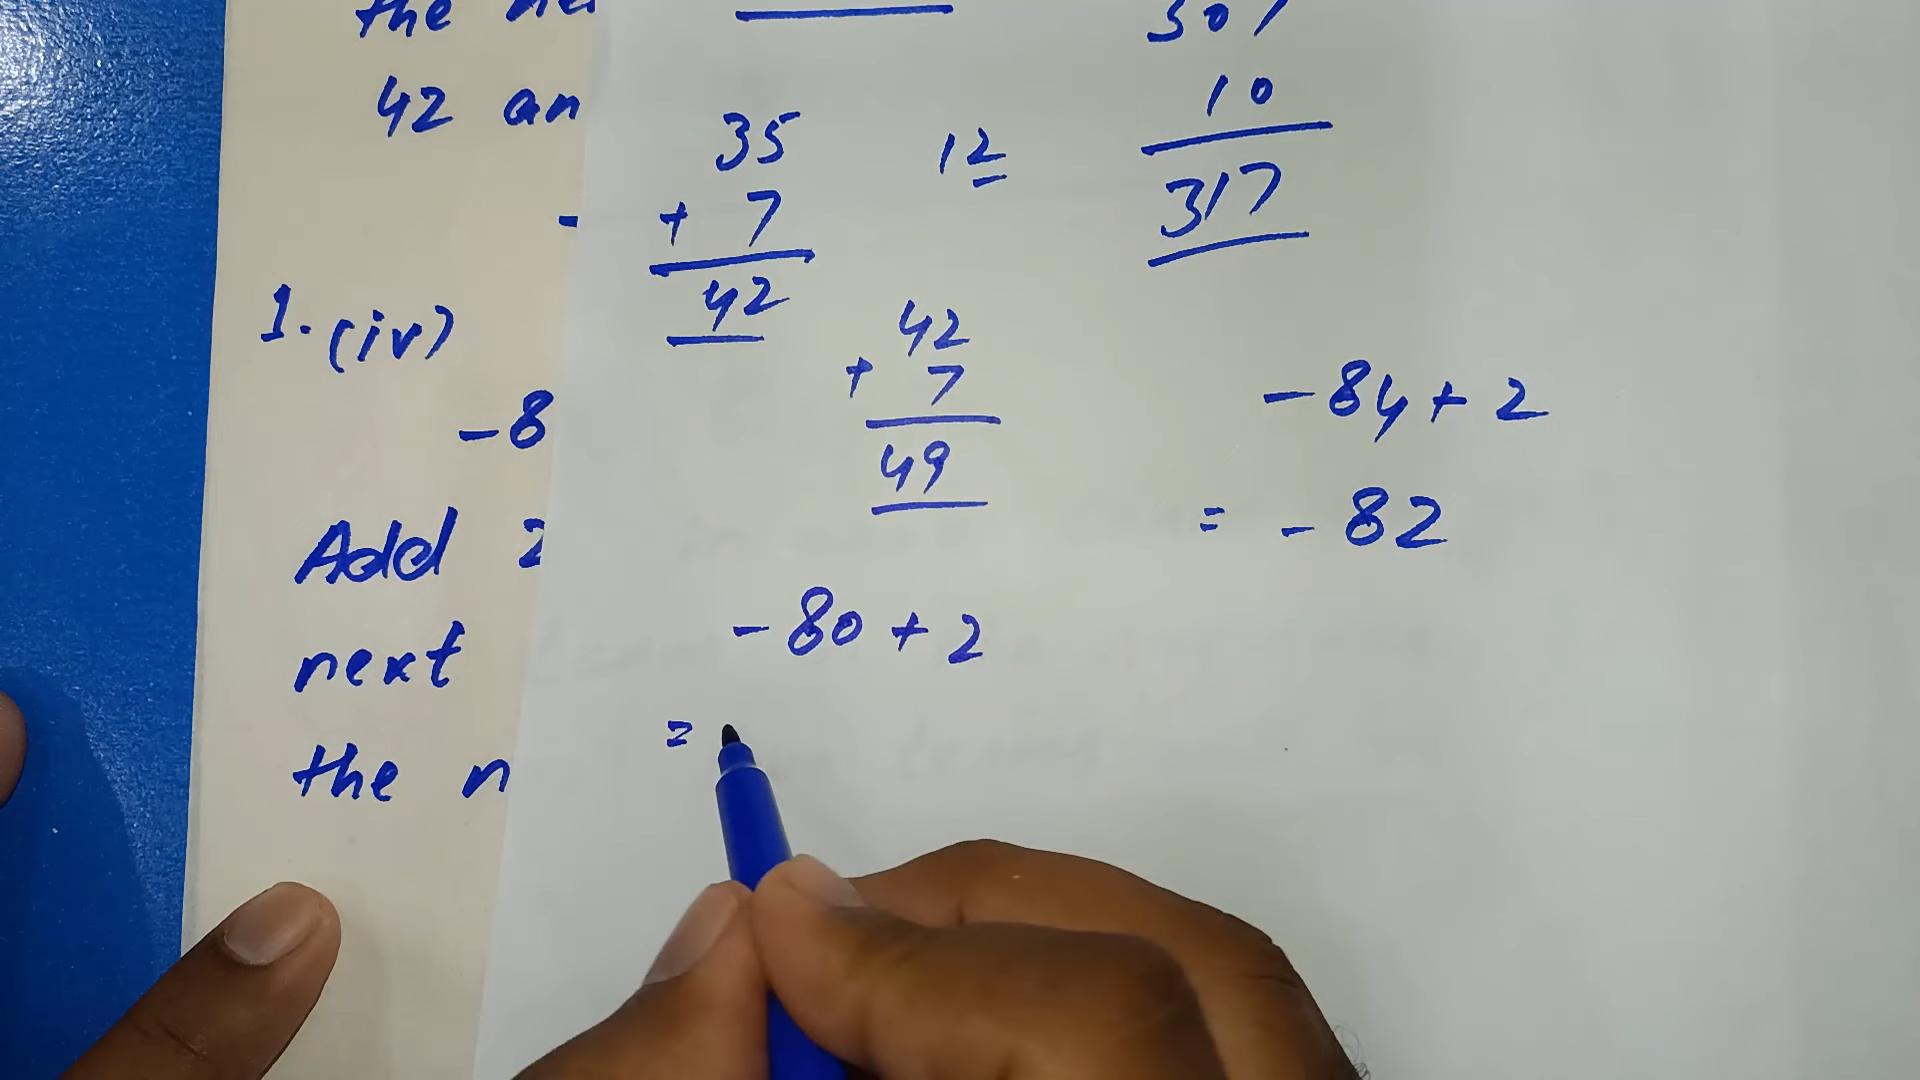 the
42 an
-
1. (iv)
-8
Add 2
next
the n
35
+ 7
42
12
10
317
42
+ 7
49
-84 + 2
= -82
-80 + 2
=